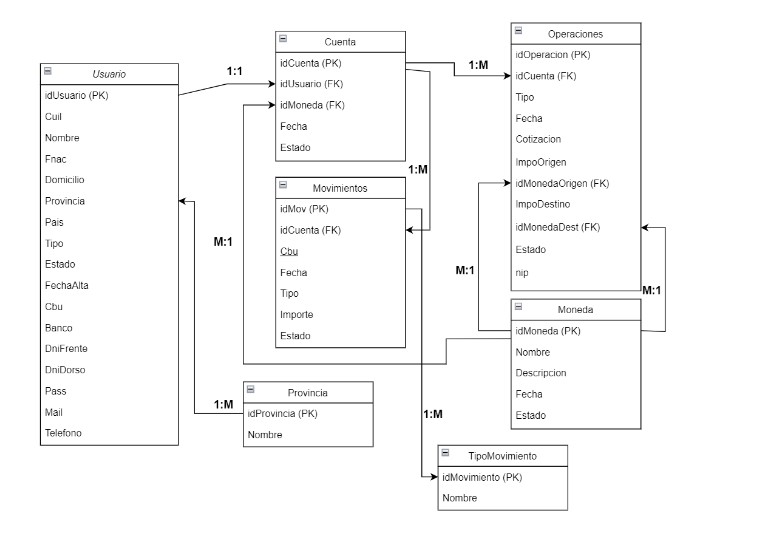 Usuario
idUsuario (PK)
Cuil
Nombre
Fnac
Domicilio
Provincia
Pais
Tipo
Estado
FechaAlta
Cbu
Banco
DniFrente
DniDorso
Pass
Mail
Telefono
1:1
Cuenta
idCuenta (PK)
idUsuario (FK)
idMoneda (FK)
Fecha
Estado
1:M
Operaciones
idOperacion (PK)
idCuenta (FK)
Tipo
Fecha
Cotizacion
ImpoOrigen
idMonedaOrigen (FK)
ImpoDestino
idMonedaDest (FK)
Estado
nip
1:M
Movimientos
idMov (PK)
idCuenta (FK)
Cbu
Fecha
Tipo
Importe
Estado
M:1
M:1
M:1
Moneda
idMoneda (PK)
Nombre
Descripcion
Fecha
Estado
1:M
Provincia
idProvincia (PK)
Nombre
1:M
TipoMovimiento
idMovimiento (PK)
Nombre